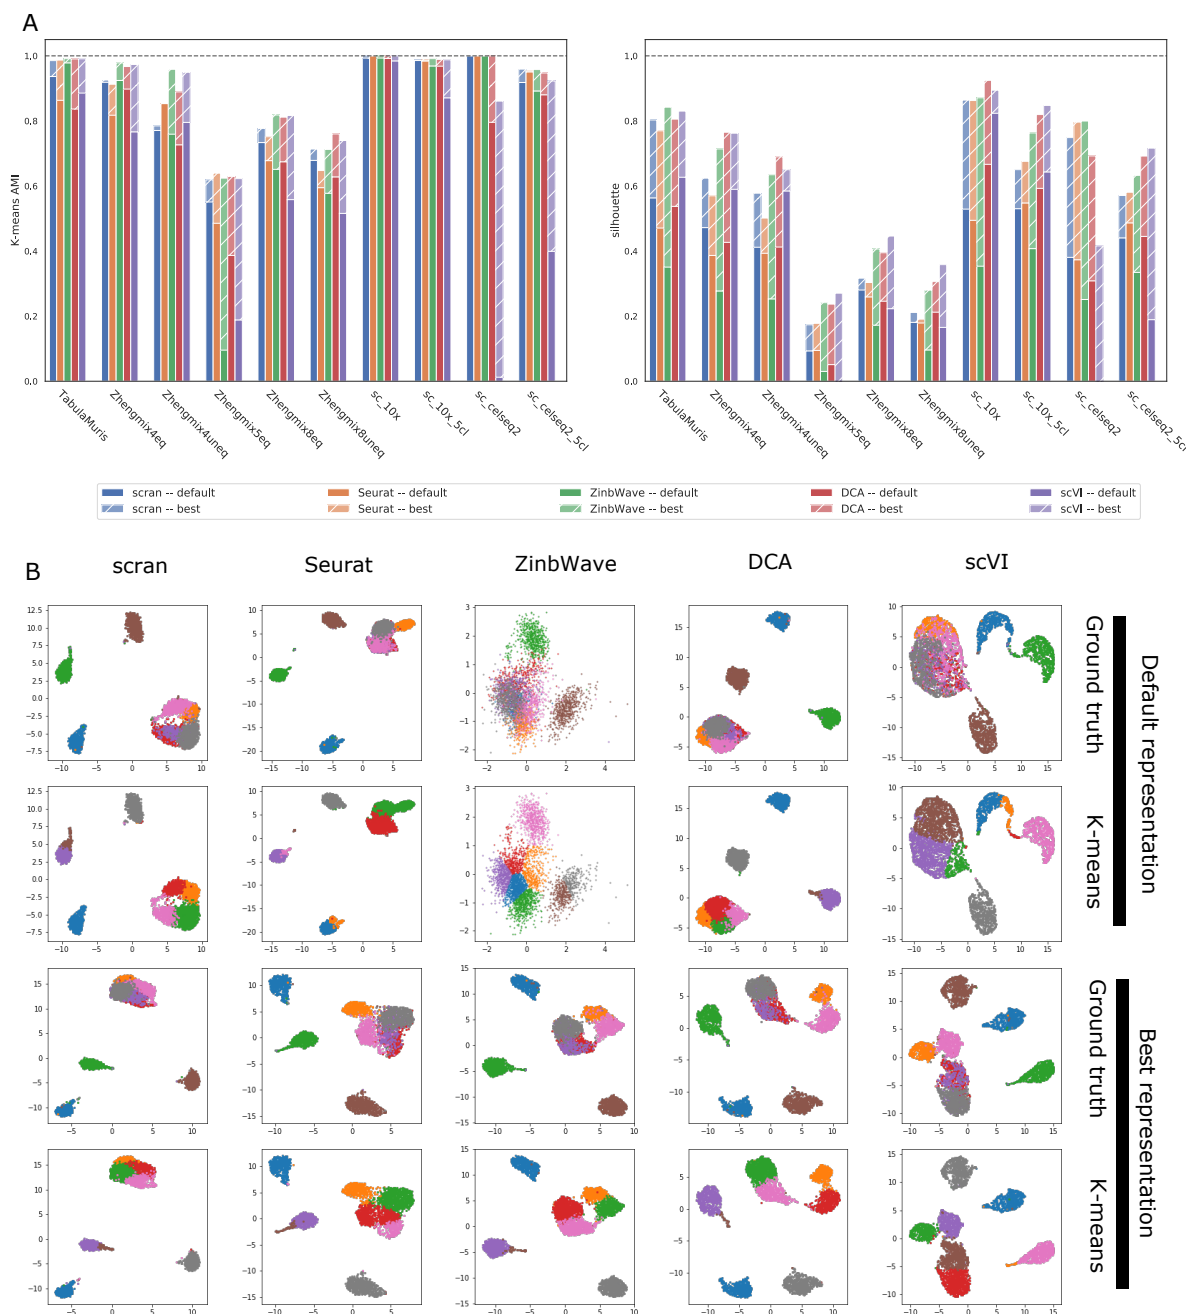 A
K-means AMI
1.0
0.8
0.6
0.4
0.2
0.0
TabulaMuris
Zhengmix4eq
Zhengmix4uneq
Zhengmix5eq
Zhengmix8eq
Zhengmix8uneq
sc_10x
sc_10x_5cl
sc_celseq2
sc_celseq2_5cl
silhouette
1.0
0.8
0.6
0.4
0.2
0.0
TabulaMuris
Zhengmix4eq
Zhengmix4uneq
Zhengmix5eq
Zhengmix8eq
Zhengmix8uneq
sc_10x
sc_10x_5cl
sc_celseq2
sc_celseq2_5cl
scran -- default
Seurat -- default
ZinbWave -- default
DCA -- default
scVI -- default
scran -- best
Seurat -- best
ZinbWave -- best
DCA -- best
scVI -- best
B
scran
Seurat
ZinbWave
DCA
scVI
Ground truth
K-means
Default representation
Ground truth
K-means
Best representation